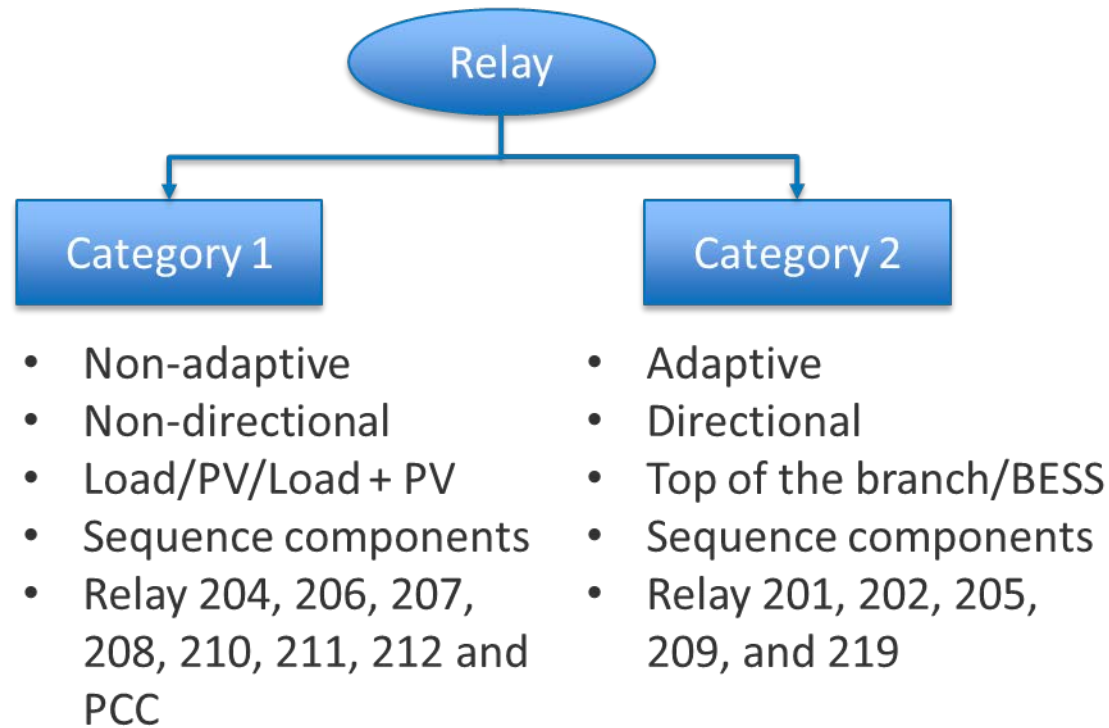 Relay
Category 1
• Non-adaptive
• Non-directional
• Load/PV/Load + PV
• Sequence components
• Relay 204, 206, 207,
208, 210, 211, 212 and
PCC
Category 2
• Adaptive
• Directional
• Top of the branch/BESS
• Sequence components
• Relay 201, 202, 205,
209, and 219